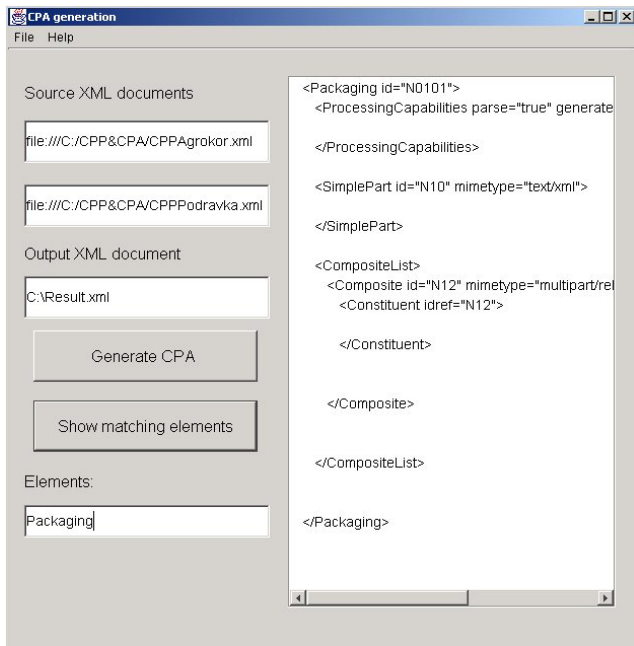 CPA generation
File Help
Source XML documents
file:///C:/CPP&CPA/CPPAgrokor.xml
file:///C:/CPP&CPA/CPPPodravka.xml
Output XML document
C:\Result.xml
Generate CPA
Show matching elements
Elements:
Packaging
<Packaging id="N0101">
<ProcessingCapabilities parse="true" generate
</ProcessingCapabilities>
<SimplePart id="N10" mimetype="text/xml">
</SimplePart>
<CompositeList>
<Composite id="N12" mimetype="multipart/rel
<Constituent idref="N12">
</Constituent>
</Composite>
</CompositeList>
</Packaging>